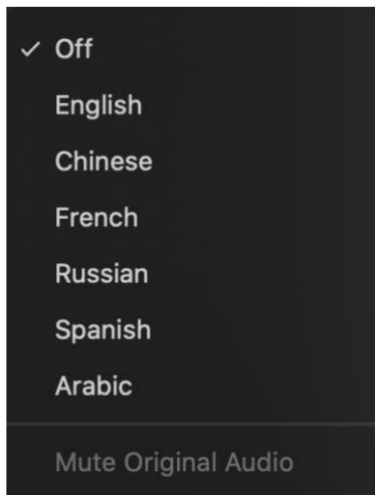 Off
English
Chinese
French
Russian
Spanish
Arabic
Mute Original Audio